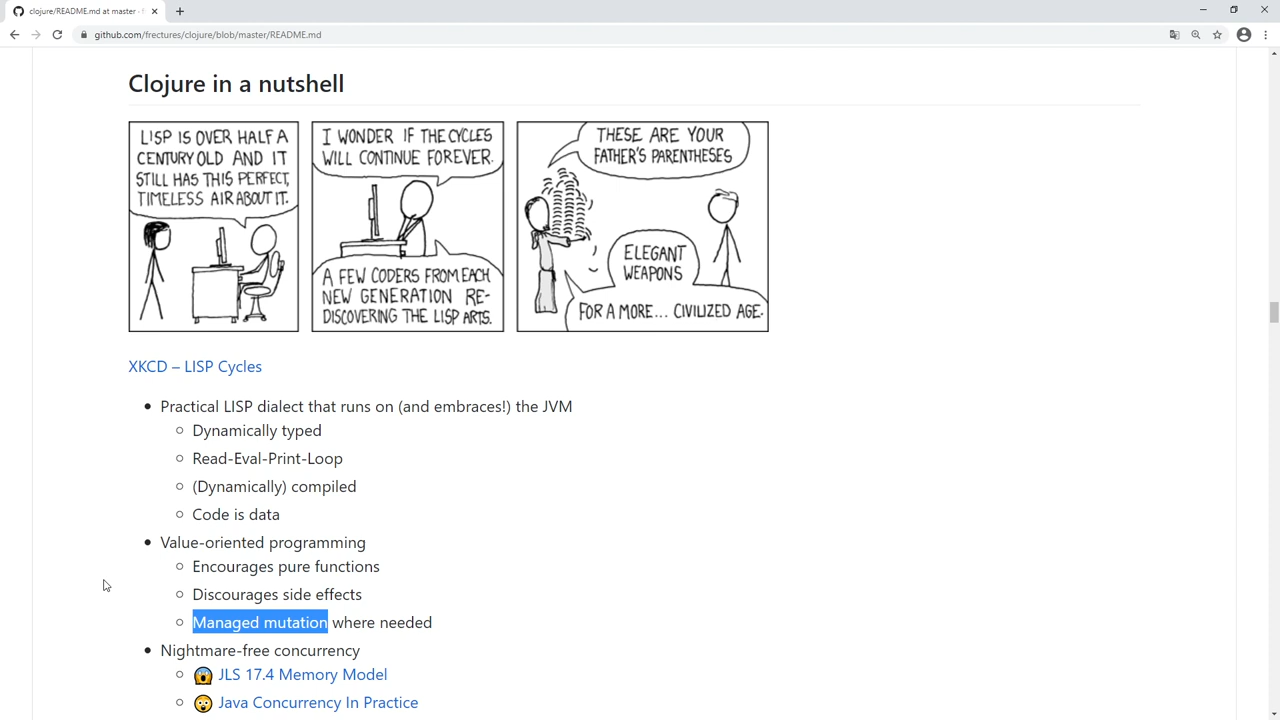 clojure/README.md at master · f
github.com/frectures/clojure/blob/master/README.md
Clojure in a nutshell
LISP IS OVER HALF A
CENTURY OLD AND IT
STILL HAS THIS PERFECT,
TIMELESS AIR ABOUT IT.
I WONDER IF THE CYCLES
WILL CONTINUE FOREVER.
A FEW CODERS FROM EACH
NEW GENERATION RE-
DISCOVERING THE LISP ARTS.
THESE ARE YOUR
FATHER'S PARENTHESES
ELEGANT
WEAPONS
FOR A MORE... CIVILIZED AGE.
XKCD – LISP Cycles
Practical LISP dialect that runs on (and embraces!) the JVM
Dynamically typed
Read-Eval-Print-Loop
(Dynamically) compiled
Code is data
Value-oriented programming
Encourages pure functions
Discourages side effects
Managed mutation where needed
Nightmare-free concurrency
😱 JLS 17.4 Memory Model
😲 Java Concurrency In Practice